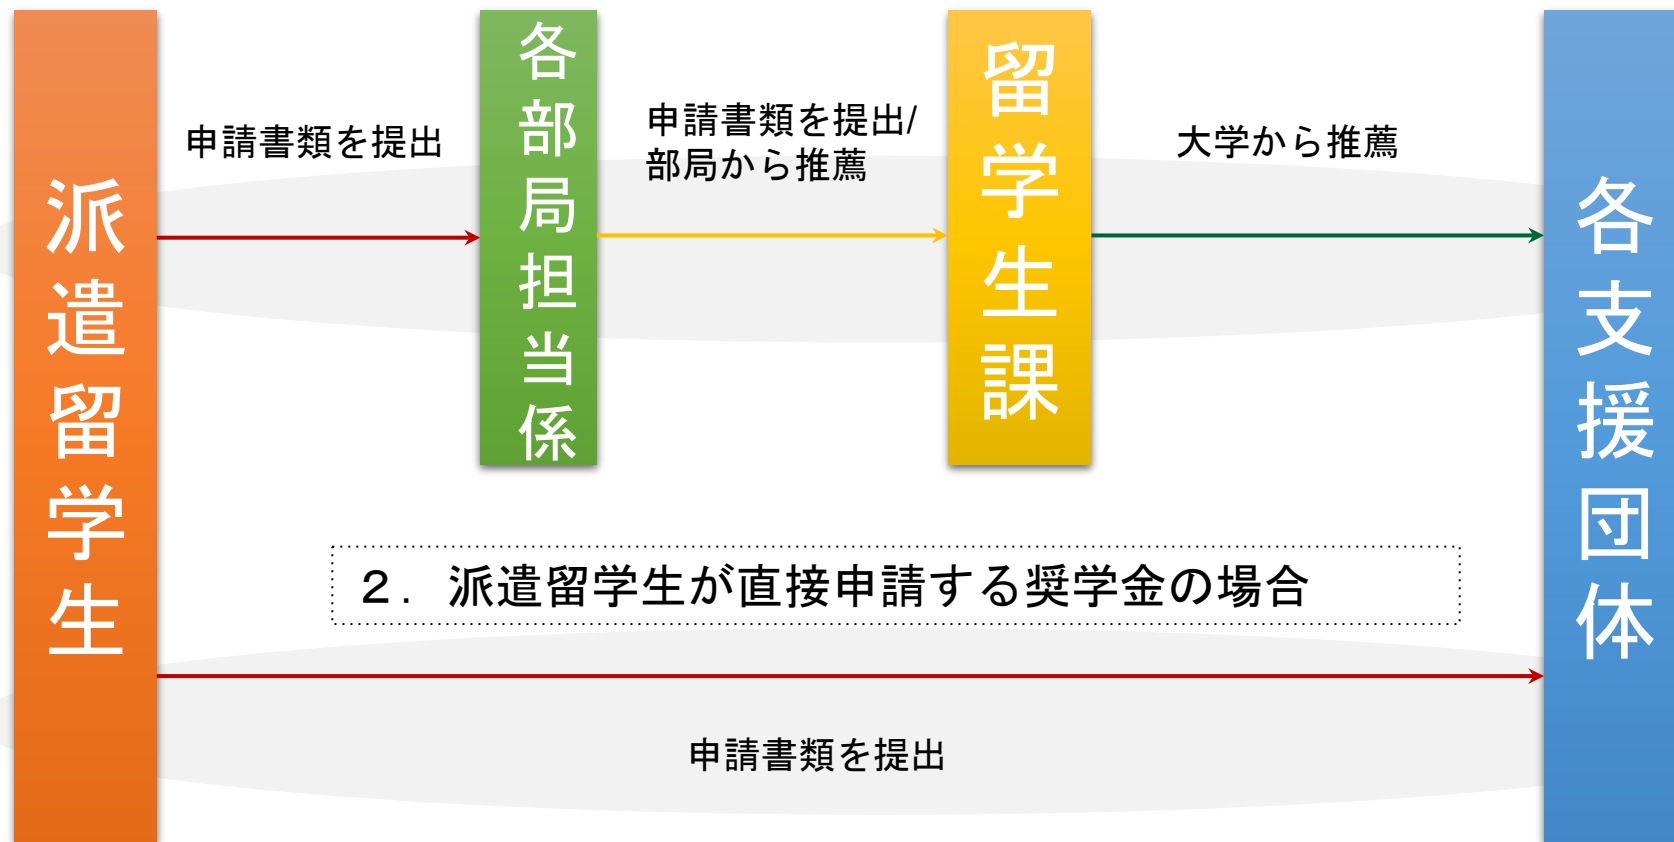 派遣留学生
申請書類を提出
各部局担当係
申請書類を提出/
部局から推薦
留学生課
大学から推薦
各支援団体
２．派遣留学生が直接申請する奨学金の場合
申請書類を提出